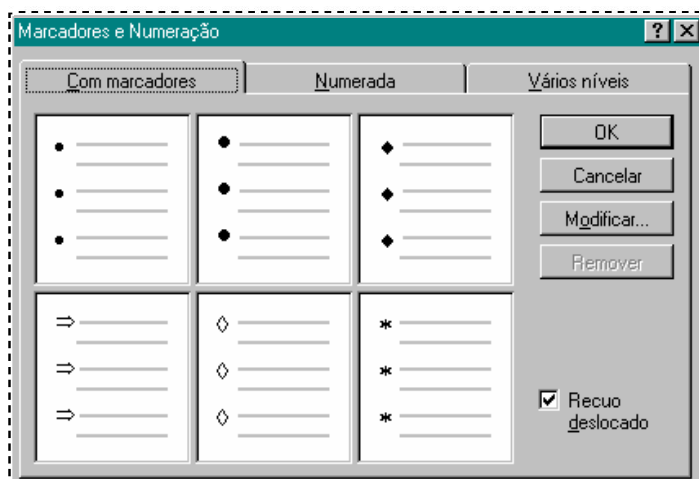 Marcadores e Numeração
Com marcadores
Numerada
Vários níveis
OK
Cancelar
Modificar...
Remover
Recuo
deslocado